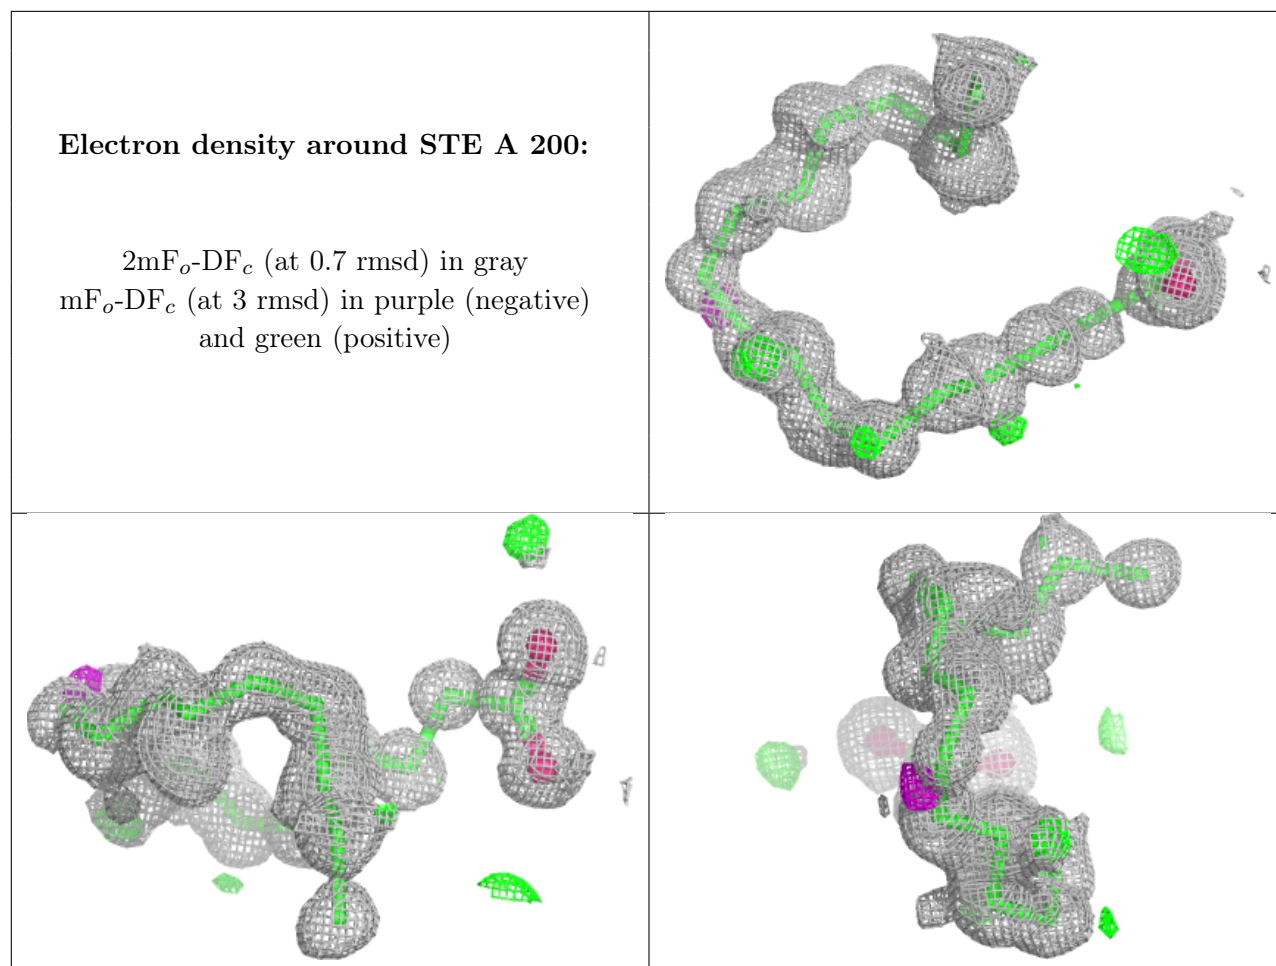 Electron density around STE A 200:
2mFo-DFc (at 0.7 rmsd) in gray
mFo-DFc (at 3 rmsd) in purple (negative)
and green (positive)